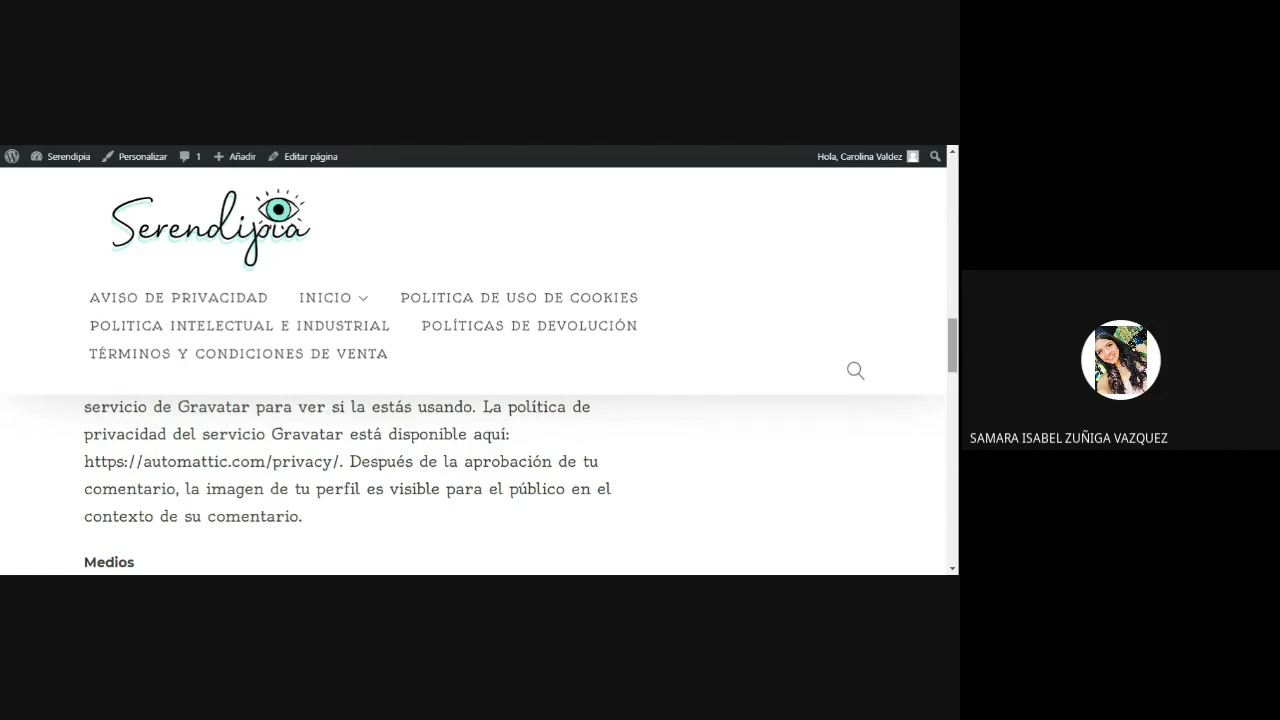 Serendipia
Personalizar
1
Añadir
Editar página
Hola, Carolina Valdez
Serendipia
AVISO DE PRIVACIDAD
INICIO
POLITICA DE USO DE COOKIES
POLITICA INTELECTUAL E INDUSTRIAL
POLÍTICAS DE DEVOLUCIÓN
TÉRMINOS Y CONDICIONES DE VENTA
servicio de Gravatar para ver si la estás usando. La política de
privacidad del servicio Gravatar está disponible aquí:
https://automattic.com/privacy/. Después de la aprobación de tu
comentario, la imagen de tu perfil es visible para el público en el
contexto de su comentario.
Medios
SAMARA ISABEL ZUÑIGA VAZQUEZ